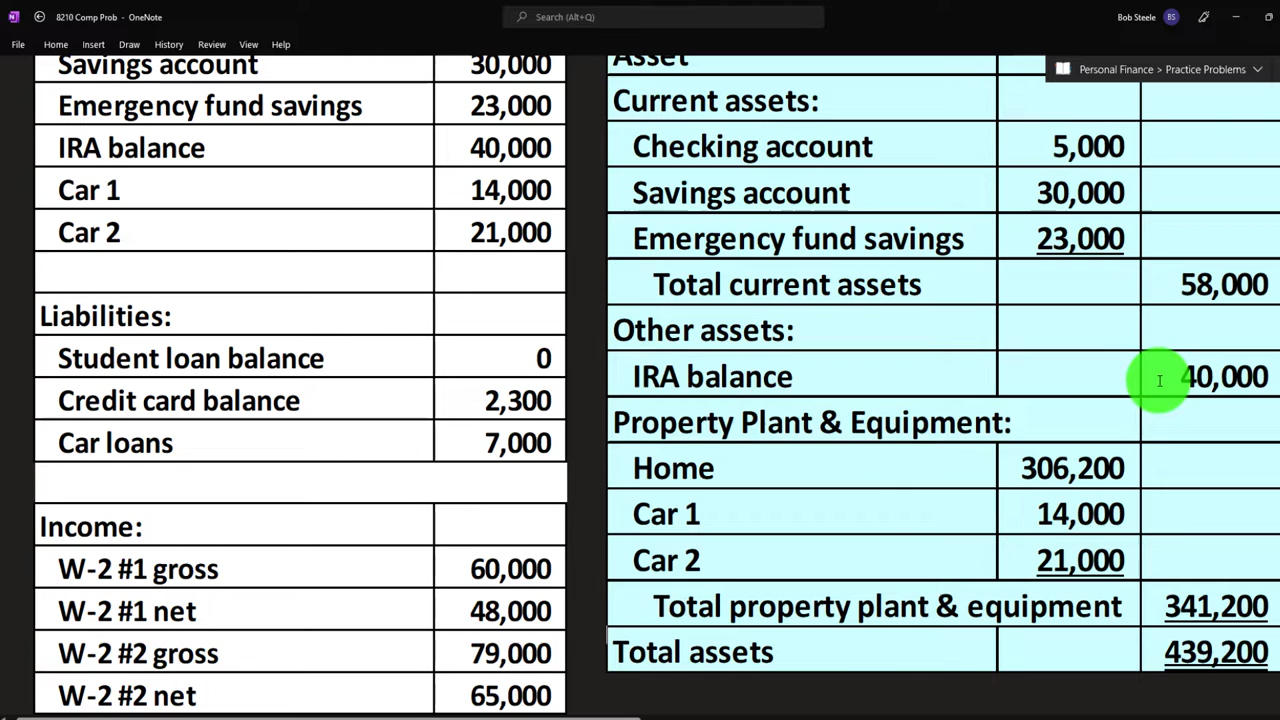 8210 Comp Prob - OneNote
Search (Alt+Q)
Bob Steele
BS
File Home Insert Draw History Review View Help
Personal Finance > Practice Problems
Savings account 30,000
Emergency fund savings 23,000
IRA balance 40,000
Car 1 14,000
Car 2 21,000
Liabilities:
Student loan balance 0
Credit card balance 2,300
Car loans 7,000
Income:
W-2 #1 gross 60,000
W-2 #1 net 48,000
W-2 #2 gross 79,000
W-2 #2 net 65,000
Asset
Current assets:
Checking account 5,000
Savings account 30,000
Emergency fund savings 23,000
Total current assets 58,000
Other assets:
IRA balance 40,000
Property Plant & Equipment:
Home 306,200
Car 1 14,000
Car 2 21,000
Total property plant & equipment 341,200
Total assets 439,200